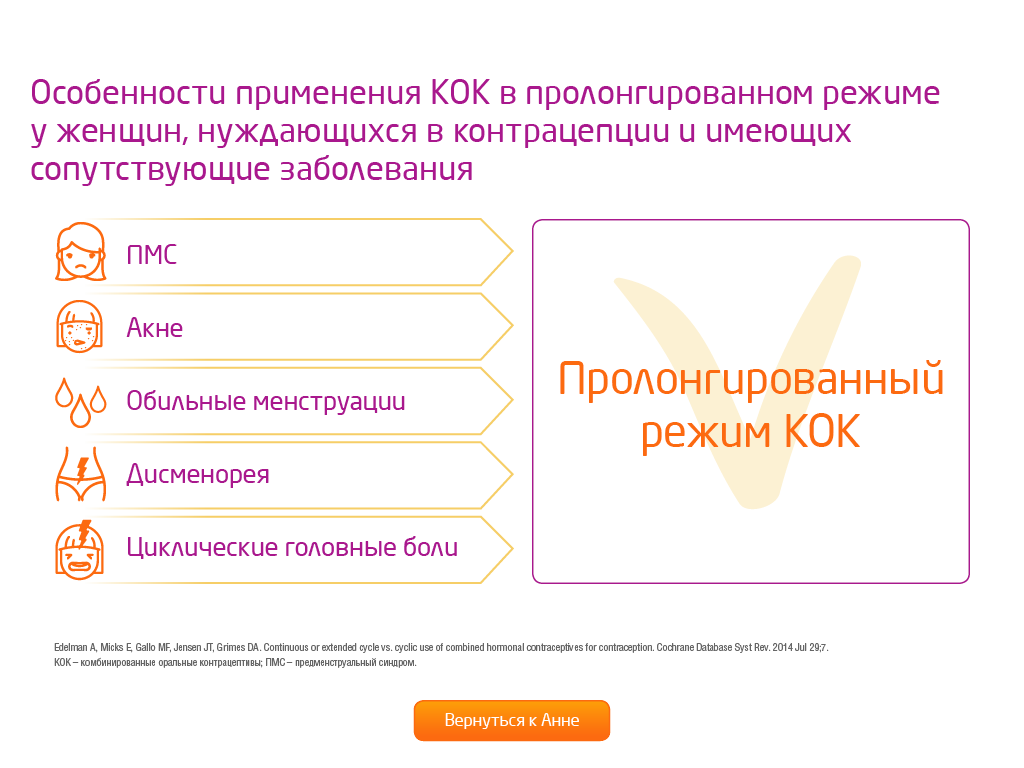 Особенности применения КОК в пролонгированном режиме
у женщин, нуждающихся в контрацепции и имеющих
сопутствующие заболевания
ПМС
Акне
Обильные менструации
Дисменорея
Циклические головные боли
Пролонгированный
режим КОК
Edelman A, Micks E, Gallo MF, Jensen JT, Grimes DA. Continuous or extended cycle vs. cyclic use of combined hormonal contraceptives for contraception. Cochrane Database Syst Rev. 2014 Jul 29;7.
КОК – комбинированные оральные контрацептивы; ПМС – предменструальный синдром.
Вернуться к Анне